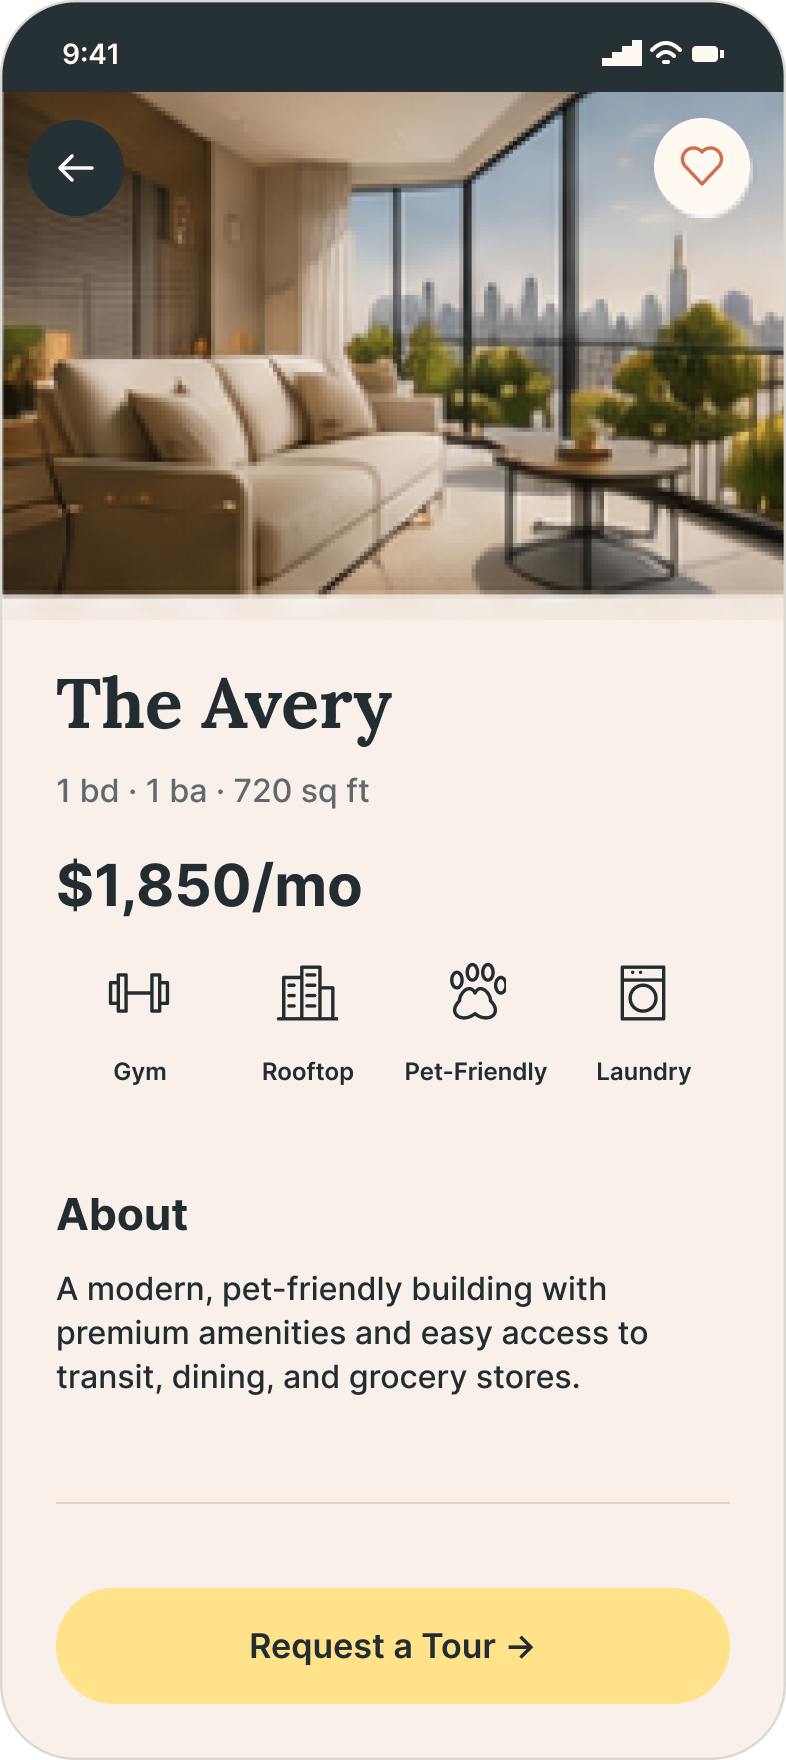 9:41
The Avery
1 bd · 1 ba · 720 sq ft
$1,850/mo
Gym
Rooftop
Pet-Friendly
Laundry
About
A modern, pet-friendly building with
premium amenities and easy access to
transit, dining, and grocery stores.
Request a Tour →